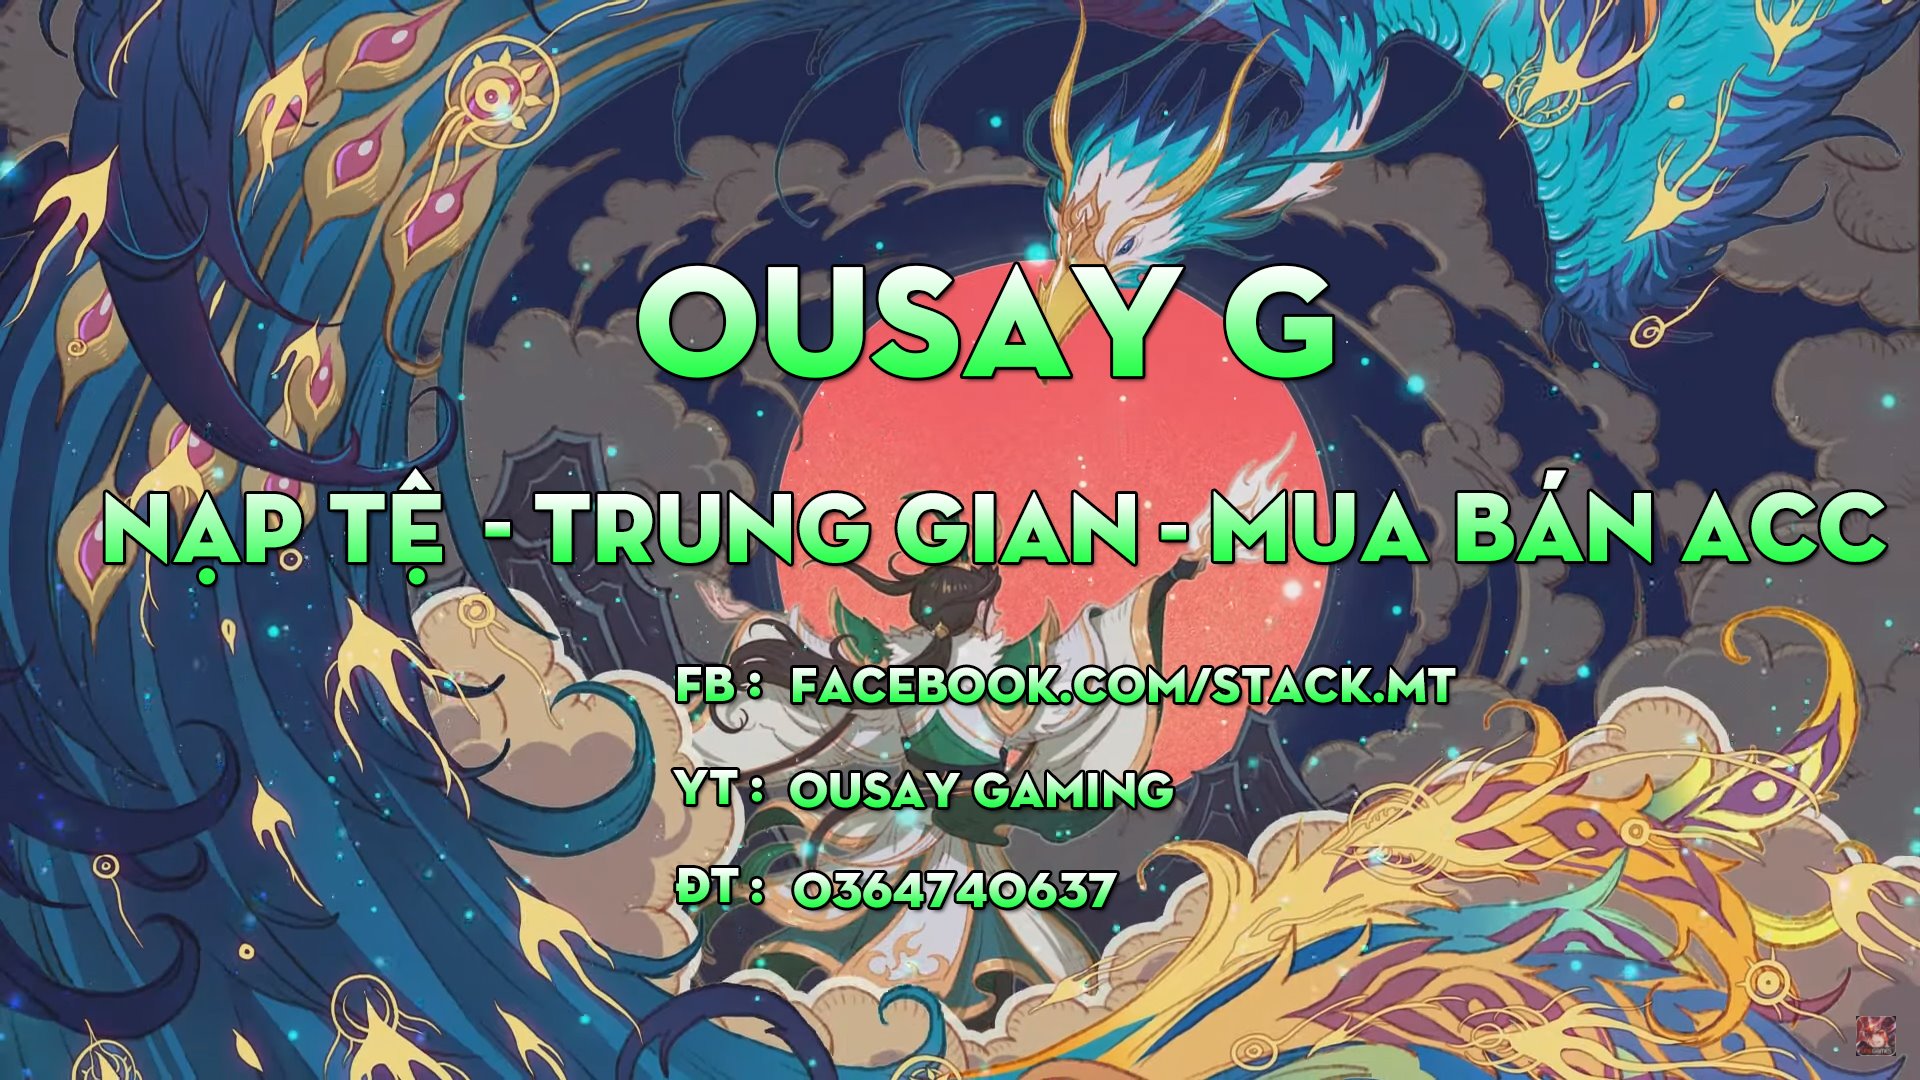 OUSAY G
NẠP TỆ - TRUNG GIAN - MUA BÁN ACC
FB : FACEBOOK.COM/STACK.MT
YT : OUSAY GAMING
ĐT : 0364740637